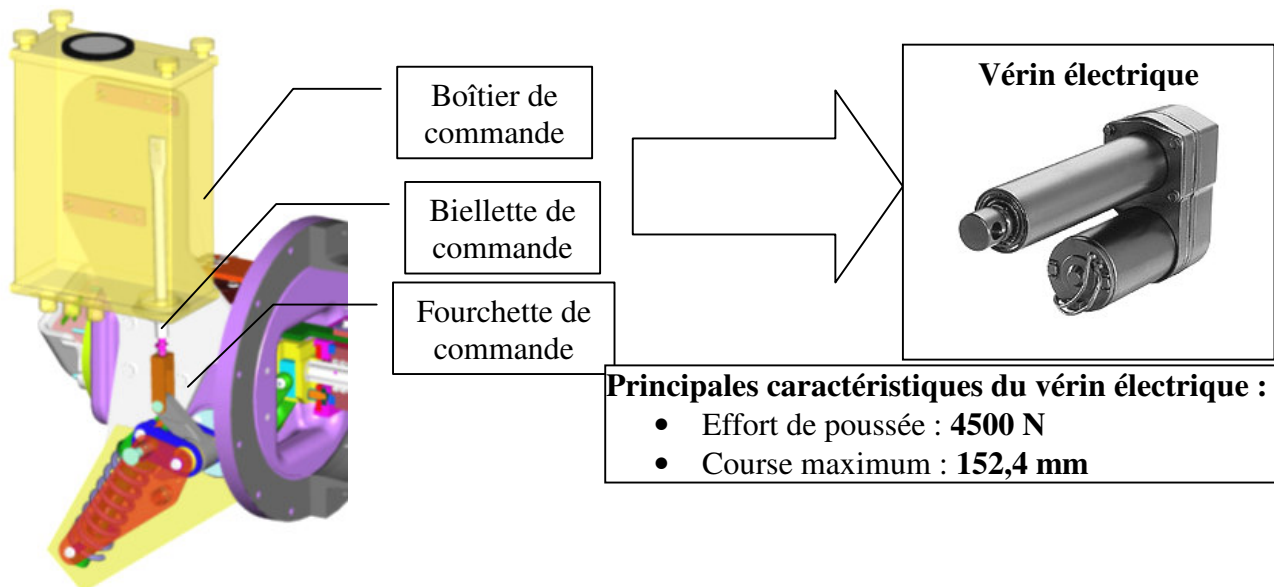 Boîtier de
commande
Biellette de
commande
Fourchette de
commande
Vérin électrique
Principales caractéristiques du vérin électrique :
• Effort de poussée : 4500 N
• Course maximum : 152,4 mm